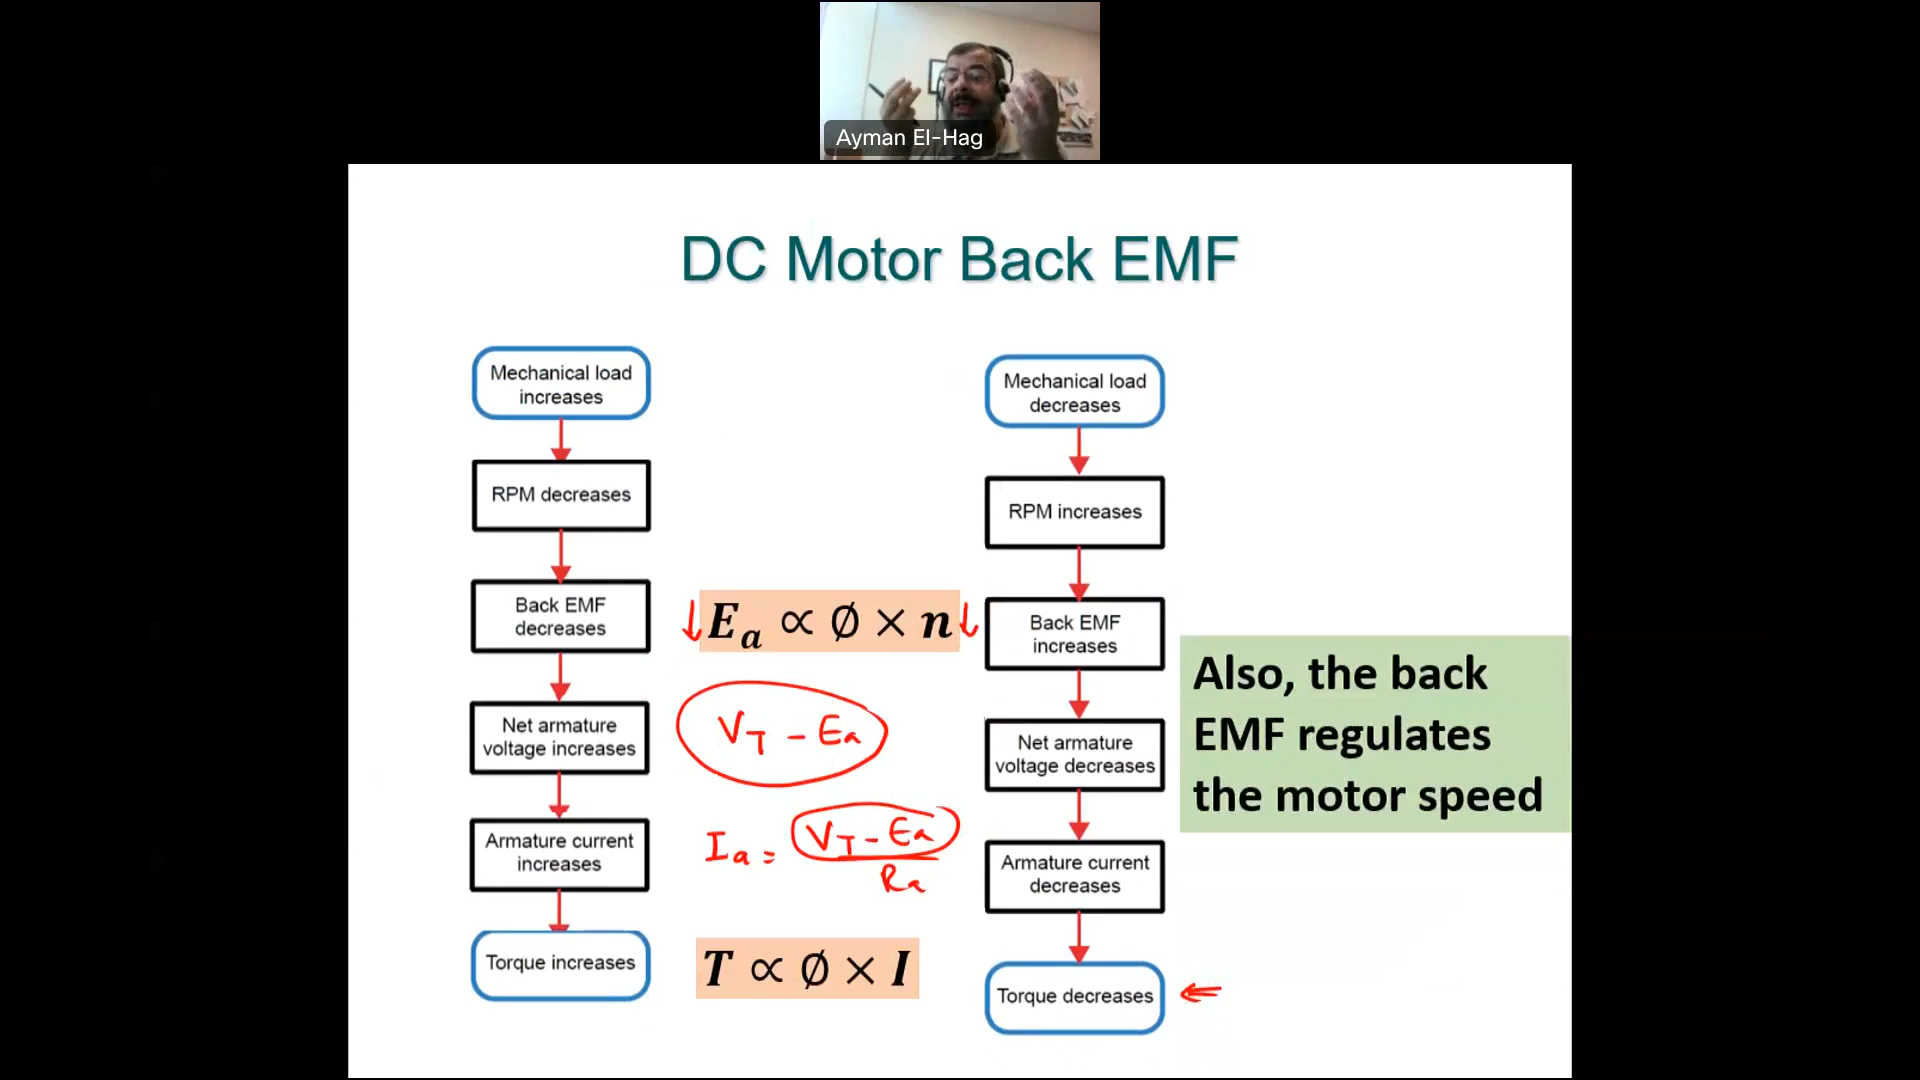 Ayman El-Hag
DC Motor Back EMF
Mechanical load
increases
RPM decreases
Back EMF
decreases
Net armature
voltage increases
Armature current
increases
Torque increases
↓ Eₐ ∝ ∅ × n ↓
V_T - Ea
Ia = (V_T - Ea) / Ra
T ∝ ∅ × I
Mechanical load
decreases
RPM increases
Back EMF
increases
Net armature
voltage decreases
Armature current
decreases
Torque decreases
Also, the back
EMF regulates
the motor speed